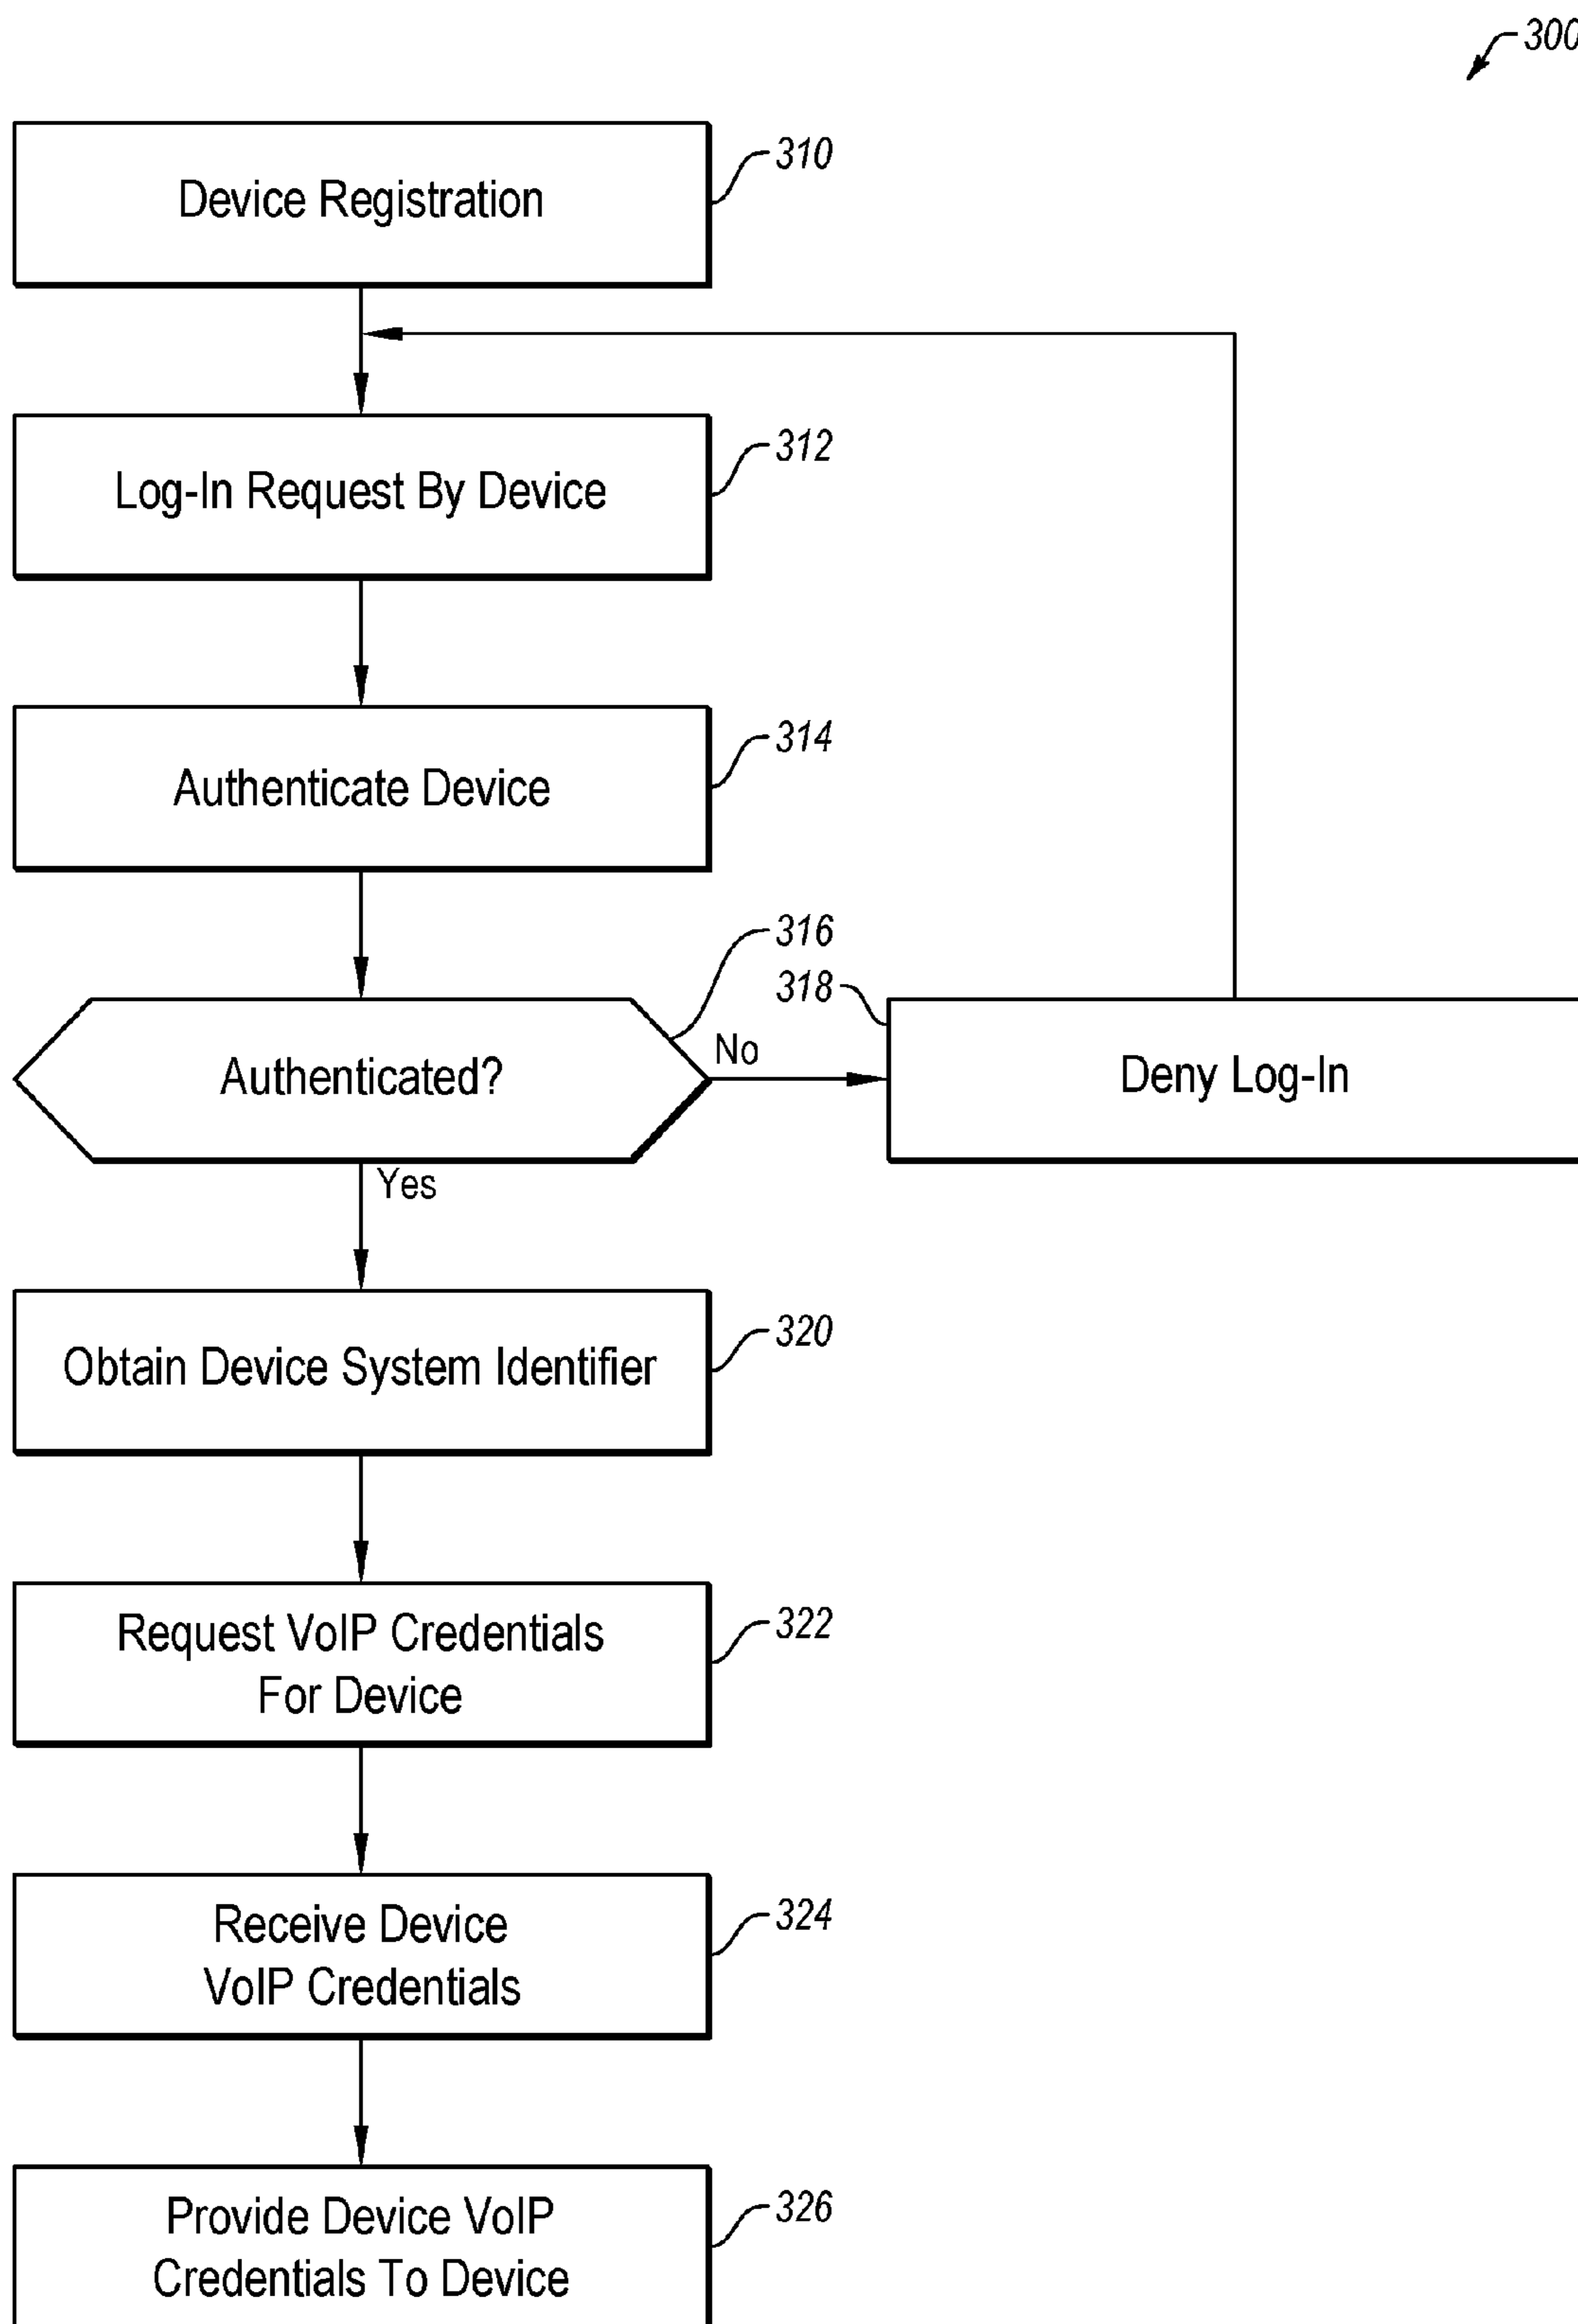 300
Device Registration
310
Log-In Request By Device
312
Authenticate Device
314
316
318
Authenticated?
No
Deny Log-In
Yes
Obtain Device System Identifier
320
Request VoIP Credentials
For Device
322
Receive Device
VoIP Credentials
324
Provide Device VoIP
Credentials To Device
326